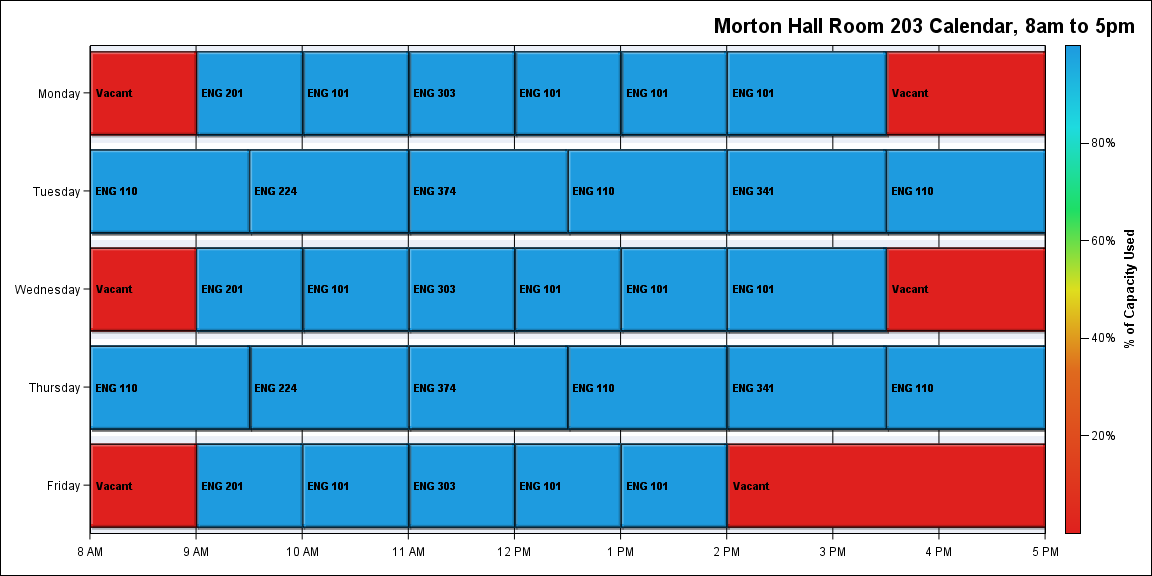 Morton Hall Room 203 Calendar, 8am to 5pm
Monday
Vacant
ENG 201
ENG 101
ENG 303
ENG 101
ENG 101
ENG 101
Vacant
Tuesday
ENG 110
ENG 224
ENG 374
ENG 110
ENG 341
ENG 110
Wednesday
Vacant
ENG 201
ENG 101
ENG 303
ENG 101
ENG 101
ENG 101
Vacant
Thursday
ENG 110
ENG 224
ENG 374
ENG 110
ENG 341
ENG 110
Friday
Vacant
ENG 201
ENG 101
ENG 303
ENG 101
ENG 101
Vacant
8 AM
9 AM
10 AM
11 AM
12 PM
1 PM
2 PM
3 PM
4 PM
5 PM
80%
60%
40%
20%
% of Capacity Used